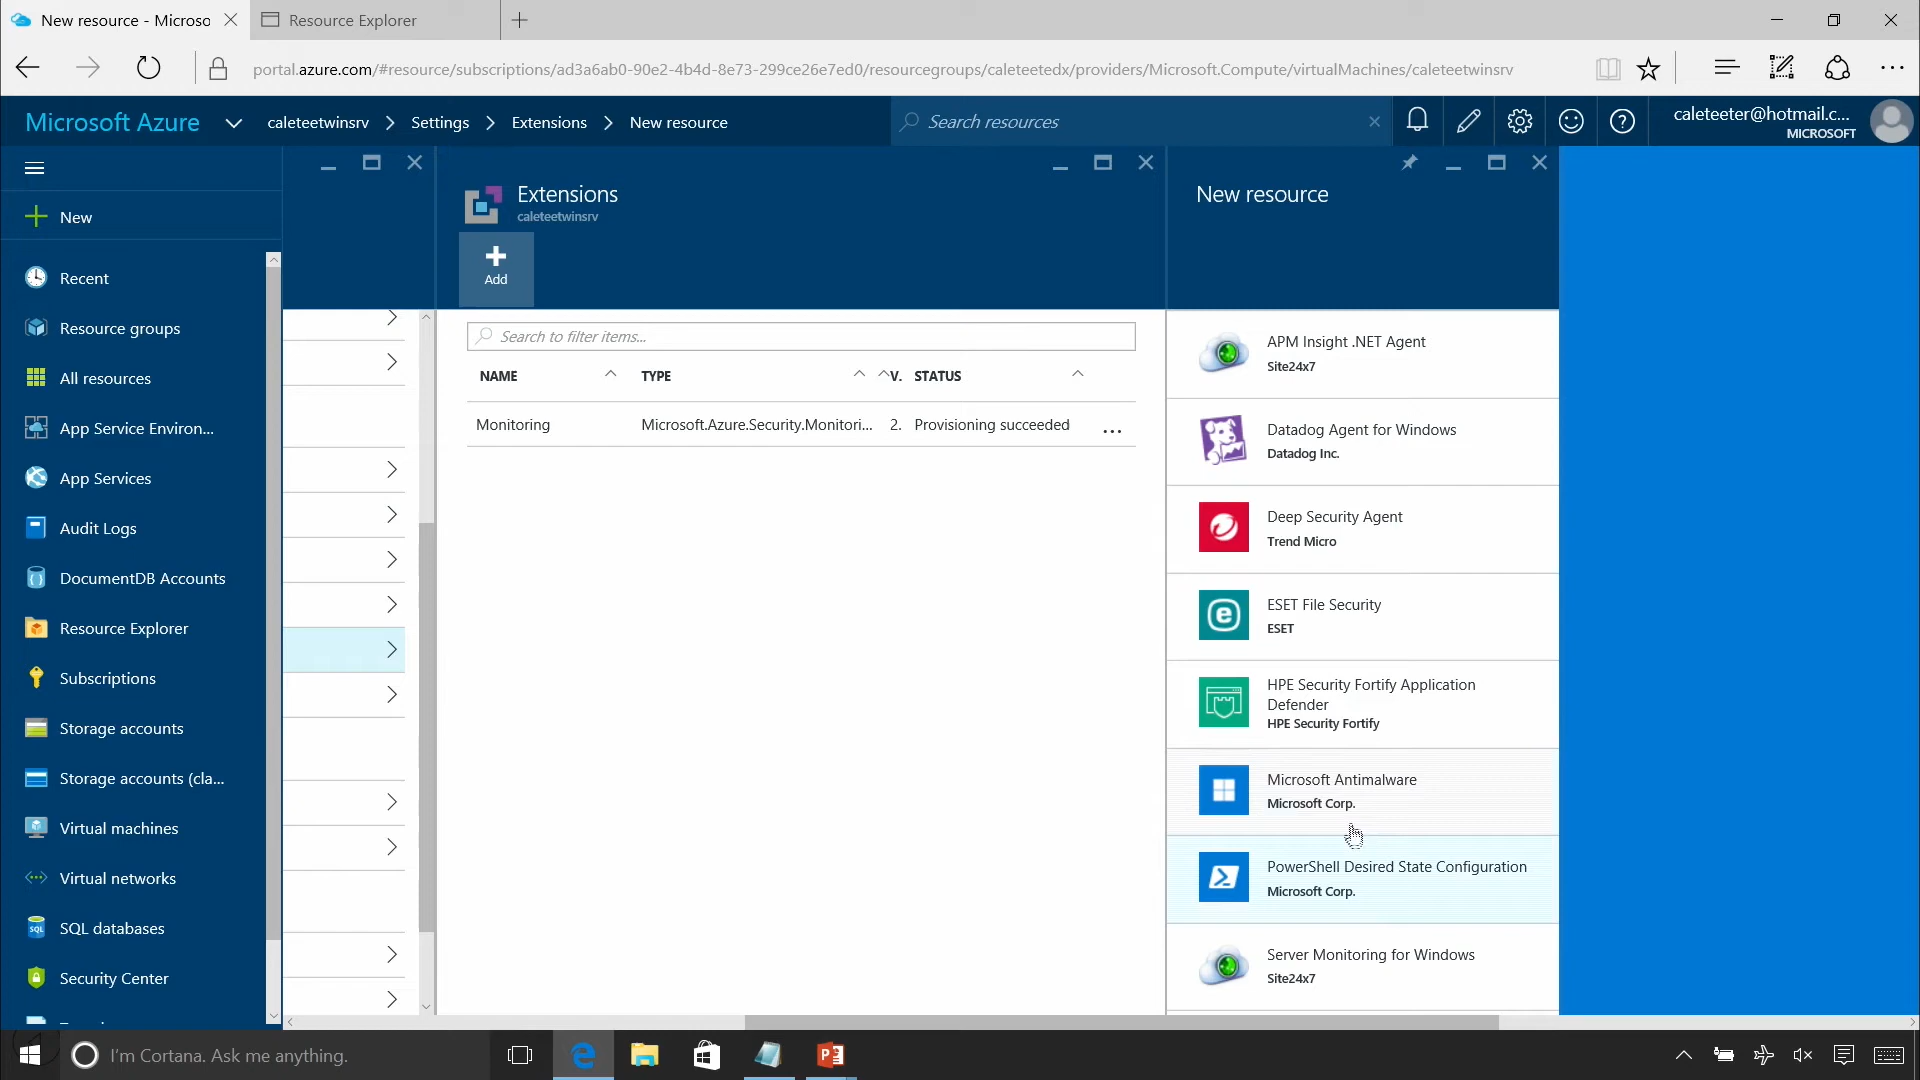 New resource - Microso
Resource Explorer
portal.azure.com/#resource/subscriptions/ad3a6ab0-90e2-4b4d-8e73-299ce26e7ed0/resourcegroups/caleteetedx/providers/Microsoft.Compute/virtualMachines/caleteetwinsrv
Microsoft Azure
caleteetwinsrv
Settings
Extensions
New resource
Search resources
caleteeter@hotmail.c...
MICROSOFT
New
Recent
Resource groups
All resources
App Service Environ...
App Services
Audit Logs
DocumentDB Accounts
Resource Explorer
Subscriptions
Storage accounts
Storage accounts (cla...
Virtual machines
Virtual networks
SQL databases
Security Center
Extensions
caleteetwinsrv
Add
Search to filter items...
NAME TYPE V. STATUS
Monitoring Microsoft.Azure.Security.Monitori... 2. Provisioning succeeded ...
New resource
APM Insight .NET Agent
Site24x7
Datadog Agent for Windows
Datadog Inc.
Deep Security Agent
Trend Micro
ESET File Security
ESET
HPE Security Fortify Application
Defender
HPE Security Fortify
Microsoft Antimalware
Microsoft Corp.
PowerShell Desired State Configuration
Microsoft Corp.
Server Monitoring for Windows
Site24x7
I'm Cortana. Ask me anything.